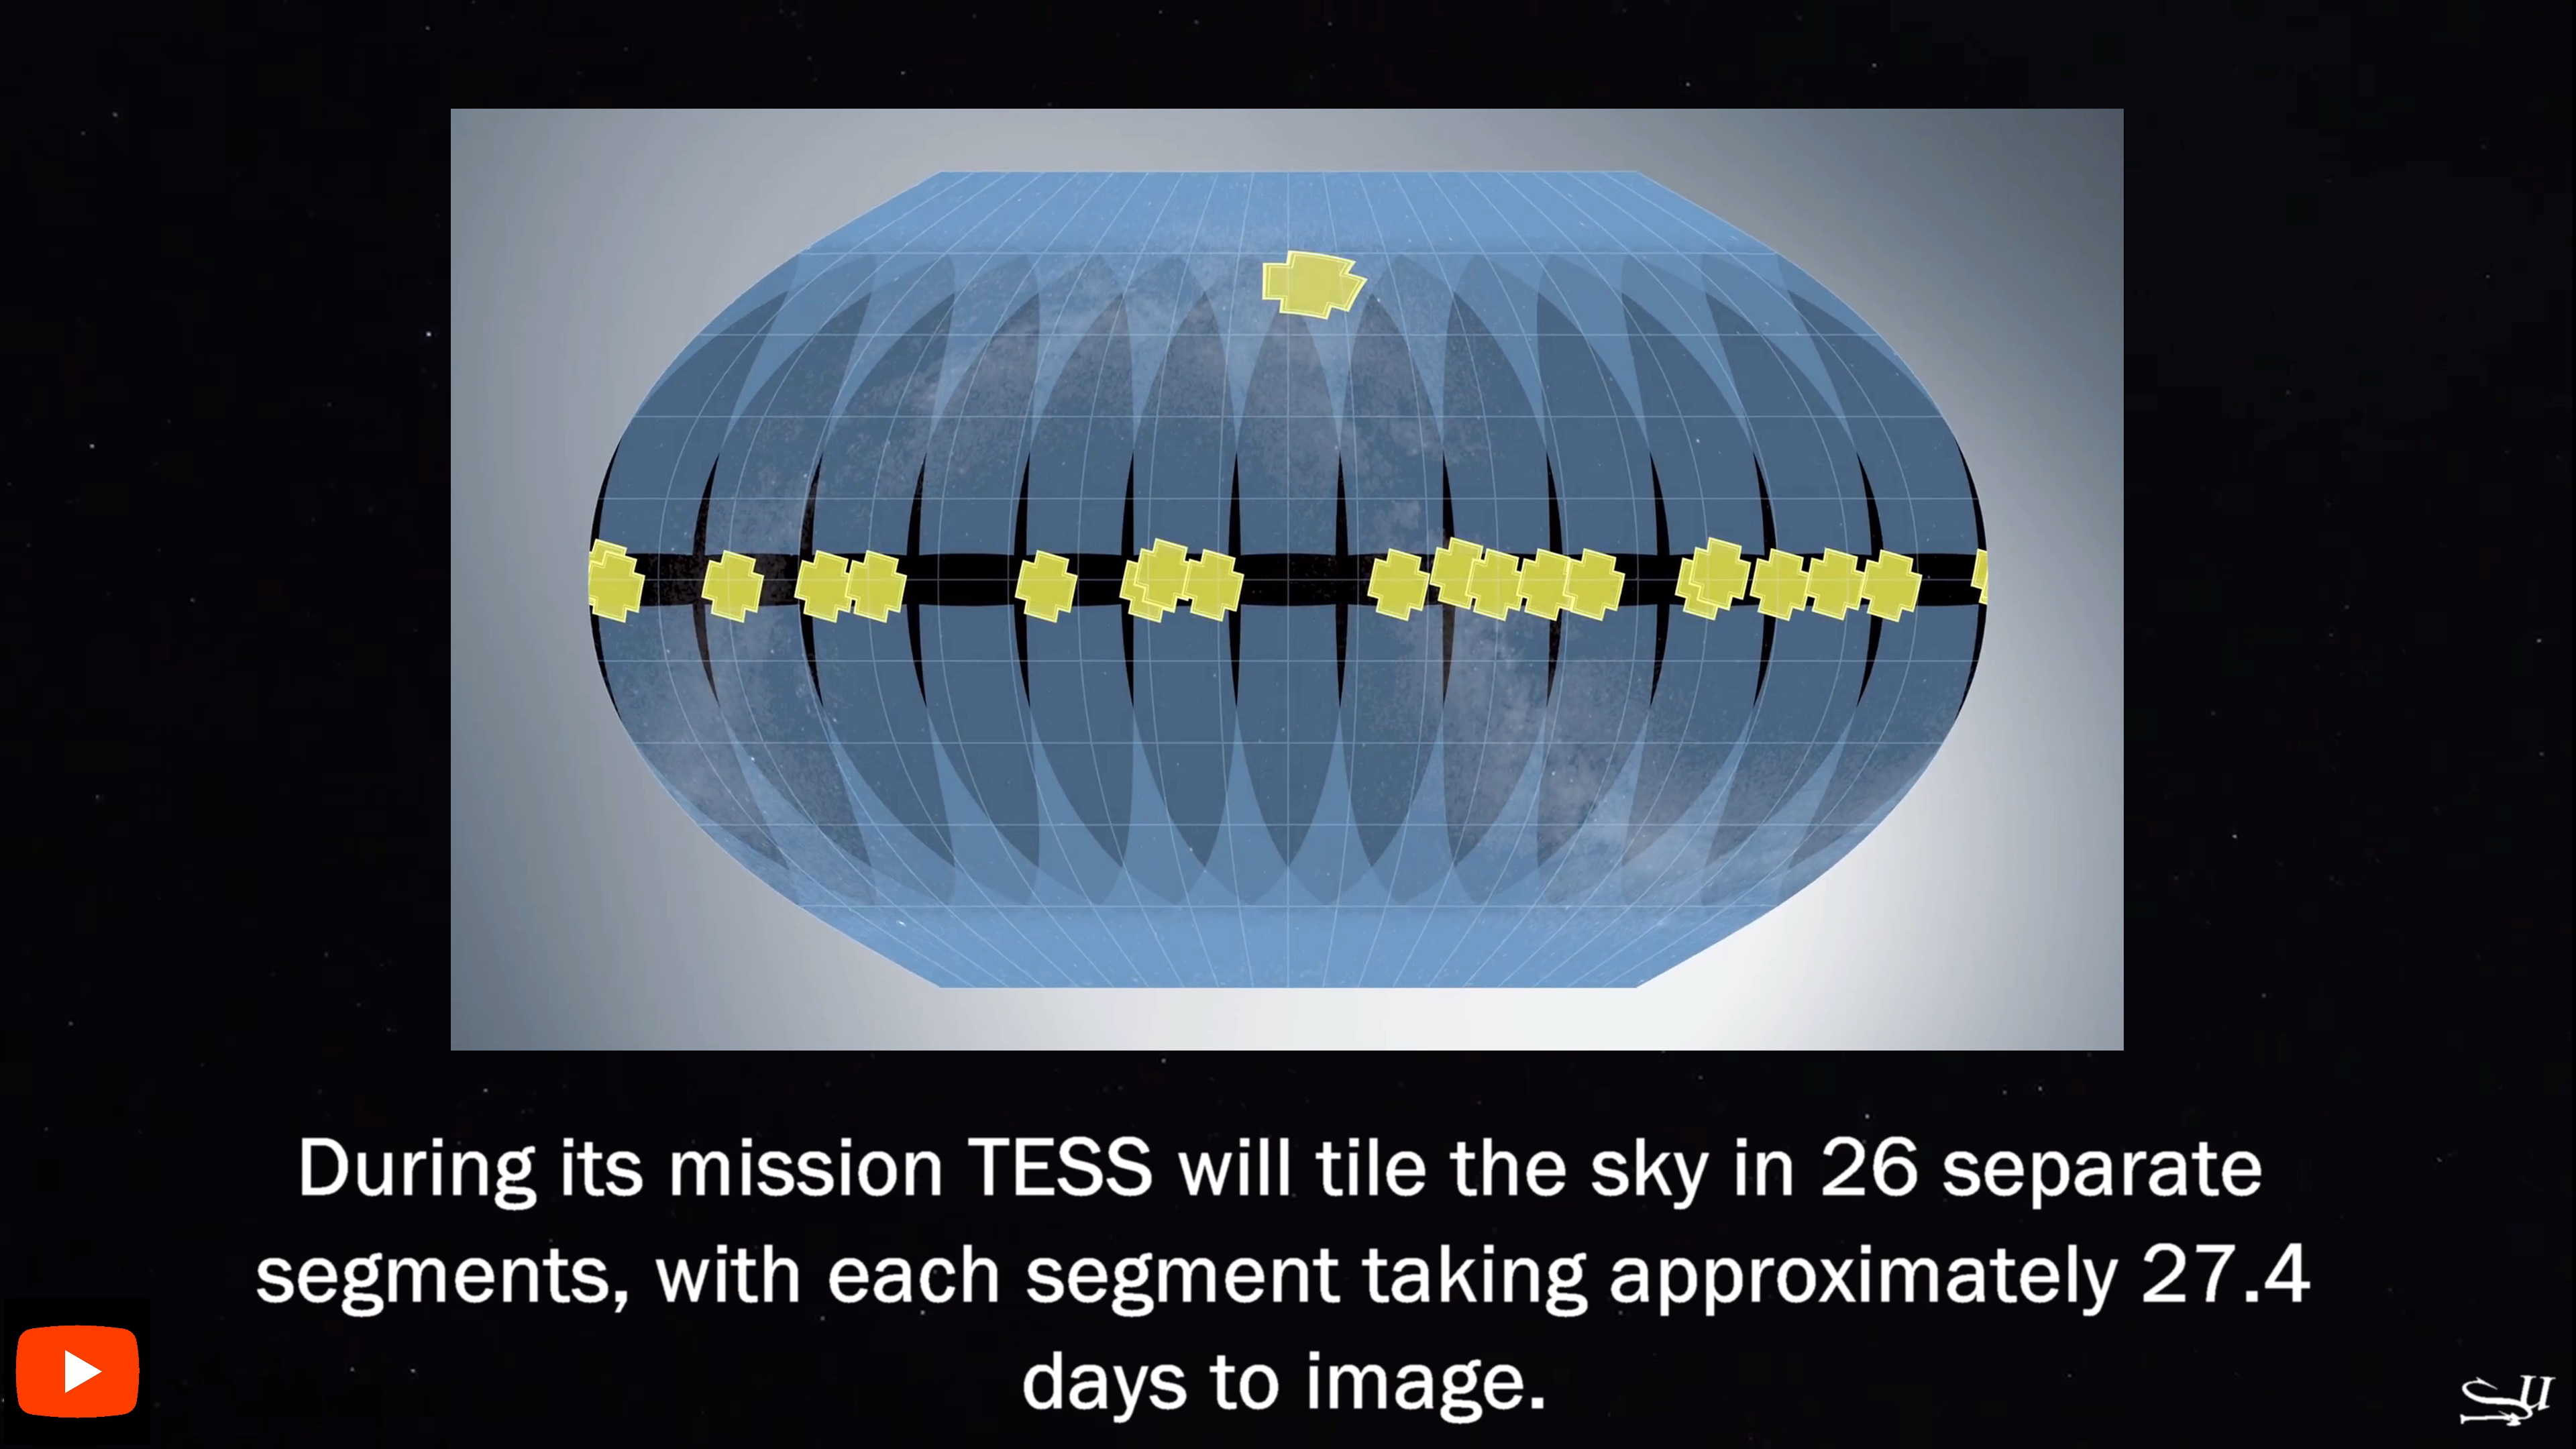 During its mission TESS will tile the sky in 26 separate
segments, with each segment taking approximately 27.4
days to image.
SU